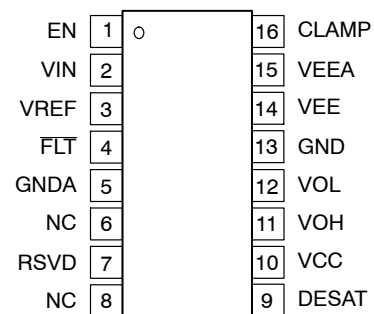 EN 1 16 CLAMP
VIN 2 15 VEEA
VREF 3 14 VEE
FLT 4 13 GND
GNDA 5 12 VOL
NC 6 11 VOH
RSVD 7 10 VCC
NC 8 9 DESAT